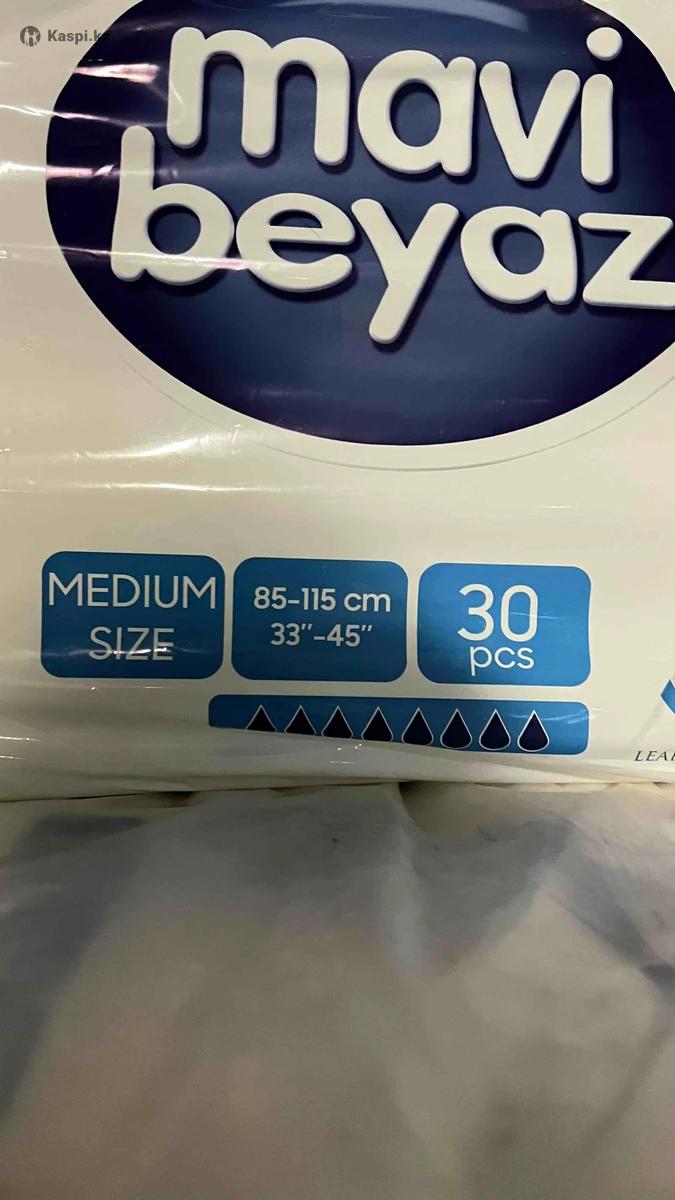 Kaspi.k
mavi
beyaz
MEDIUM
SIZE
85-115 cm
33"-45"
30
pcs